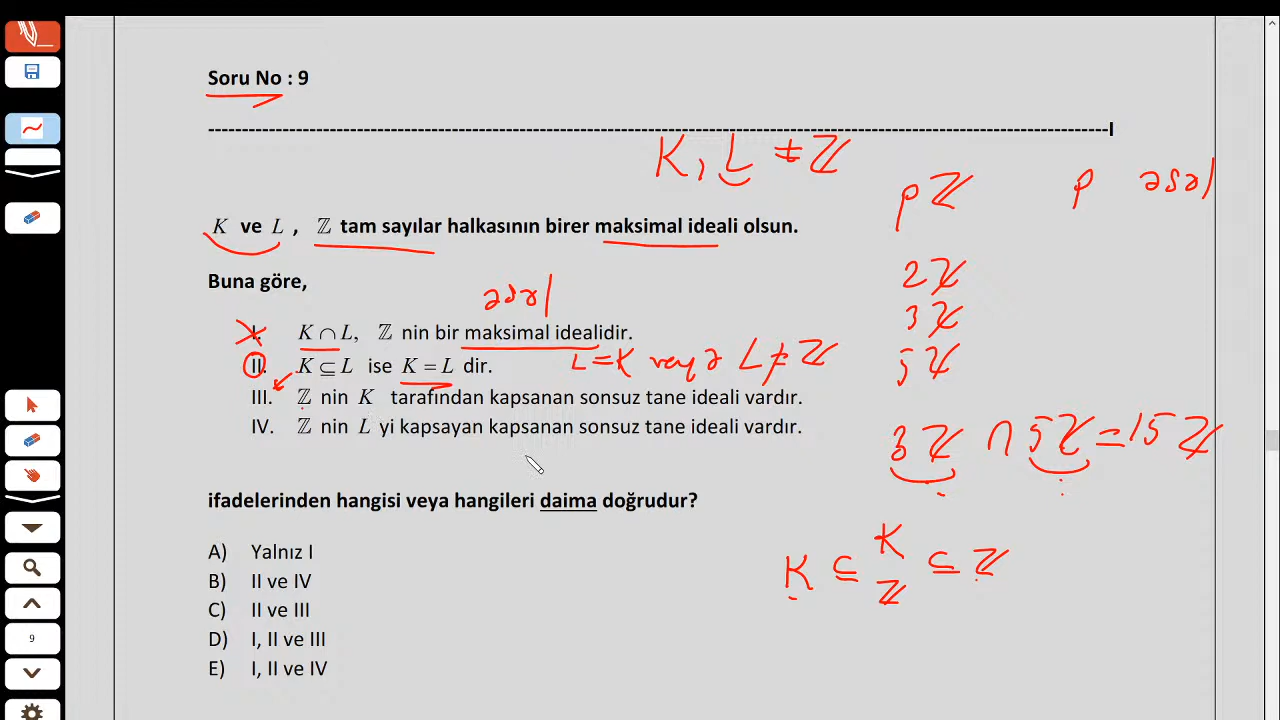 Soru No : 9
K, L ≠ ℤ
pℤ p asal
K ve L , ℤ tam sayılar halkasının birer maksimal ideali olsun.
2ℤ
Buna göre,
asal
3ℤ
I. K ∩ L, ℤ nin bir maksimal idealidir.
II. K ⊆ L ise K = L dir.
L=K veya L ≠ ℤ
5ℤ
III. ℤ nin K tarafından kapsanan sonsuz tane ideali vardır.
IV. ℤ nin L yi kapsayan kapsanan sonsuz tane ideali vardır.
3ℤ ∩ 5ℤ = 15ℤ
ifadelerinden hangisi veya hangileri daima doğrudur?
A) Yalnız I
K ⊆ K ⊆ ℤ
ℤ
B) II ve IV
C) II ve III
D) I, II ve III
E) I, II ve IV
9